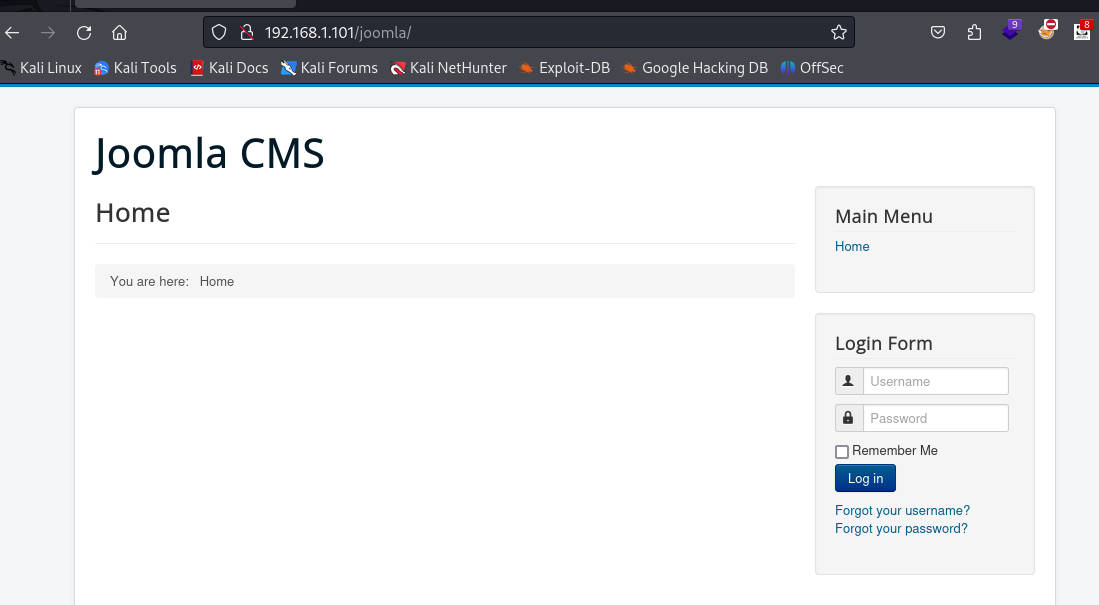 192.168.1.101/joomla/
9
8
Kali Linux
Kali Tools
Kali Docs
Kali Forums
Kali NetHunter
Exploit-DB
Google Hacking DB
OffSec
Joomla CMS
Home
You are here: Home
Main Menu
Home
Login Form
Username
Password
Remember Me
Log in
Forgot your username?
Forgot your password?